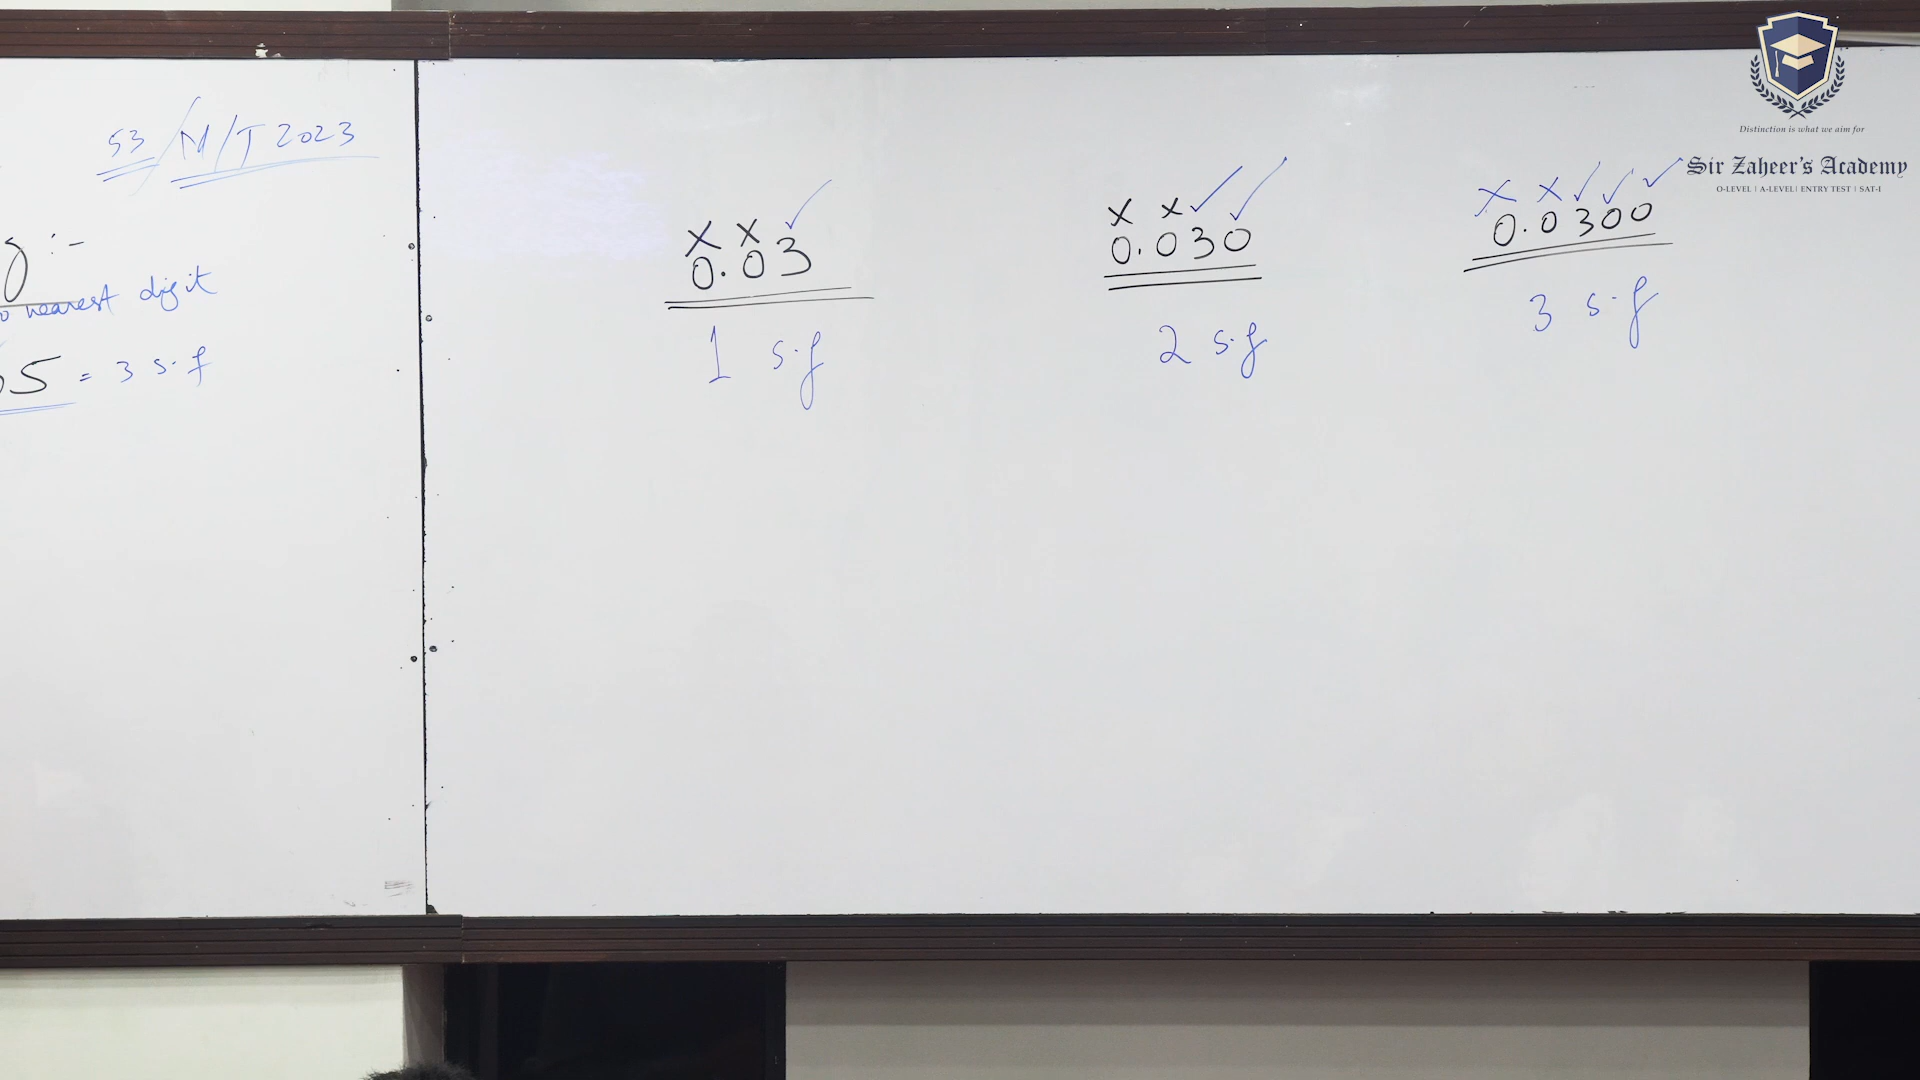 53/M/T 2023
:-
nearest digit
5 = 3 s.f
x x ✓
0.03
1 s.f
x x ✓ ✓
0.030
2 s.f
x x ✓ ✓ ✓
0.0300
3 s.f
Distinction is what we aim for
Sir Zaheer's Academy
O-LEVEL | A-LEVEL | ENTRY TEST | SAT-I